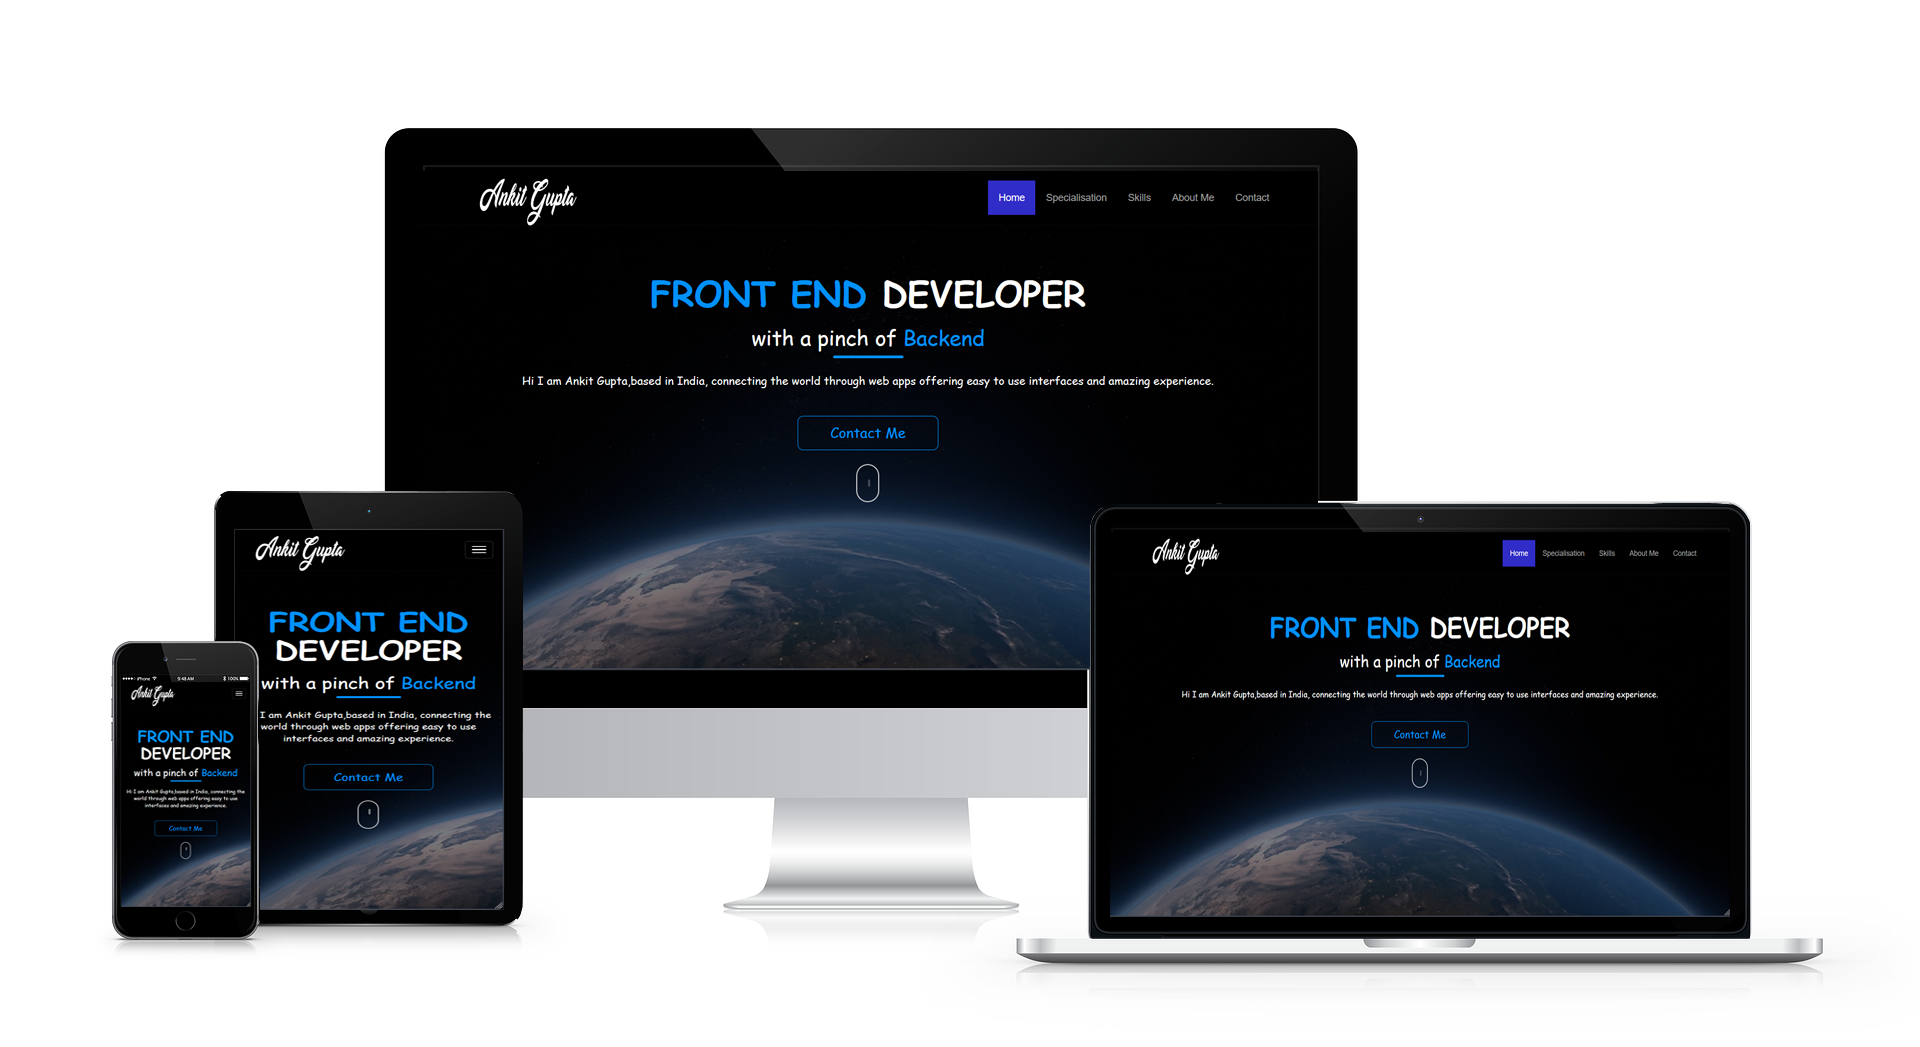 Ankit Gupta
Home Specialisation Skills About Me Contact
FRONT END DEVELOPER
with a pinch of Backend
Hi I am Ankit Gupta,based in India, connecting the world through web apps offering easy to use interfaces and amazing experience.
Contact Me
Ankit Gupta
FRONT END
DEVELOPER
with a pinch of Backend
I am Ankit Gupta,based in India, connecting the
world through web apps offering easy to use
interfaces and amazing experience.
Contact Me
iPhone 9:48 AM 100%
Ankit Gupta
FRONT END
DEVELOPER
with a pinch of Backend
Hi I am Ankit Gupta,based in India, connecting the
world through web apps offering easy to use
interfaces and amazing experience.
Contact Me
Ankit Gupta
Home Specialisation Skills About Me Contact
FRONT END DEVELOPER
with a pinch of Backend
Hi I am Ankit Gupta,based in India, connecting the world through web apps offering easy to use interfaces and amazing experience.
Contact Me